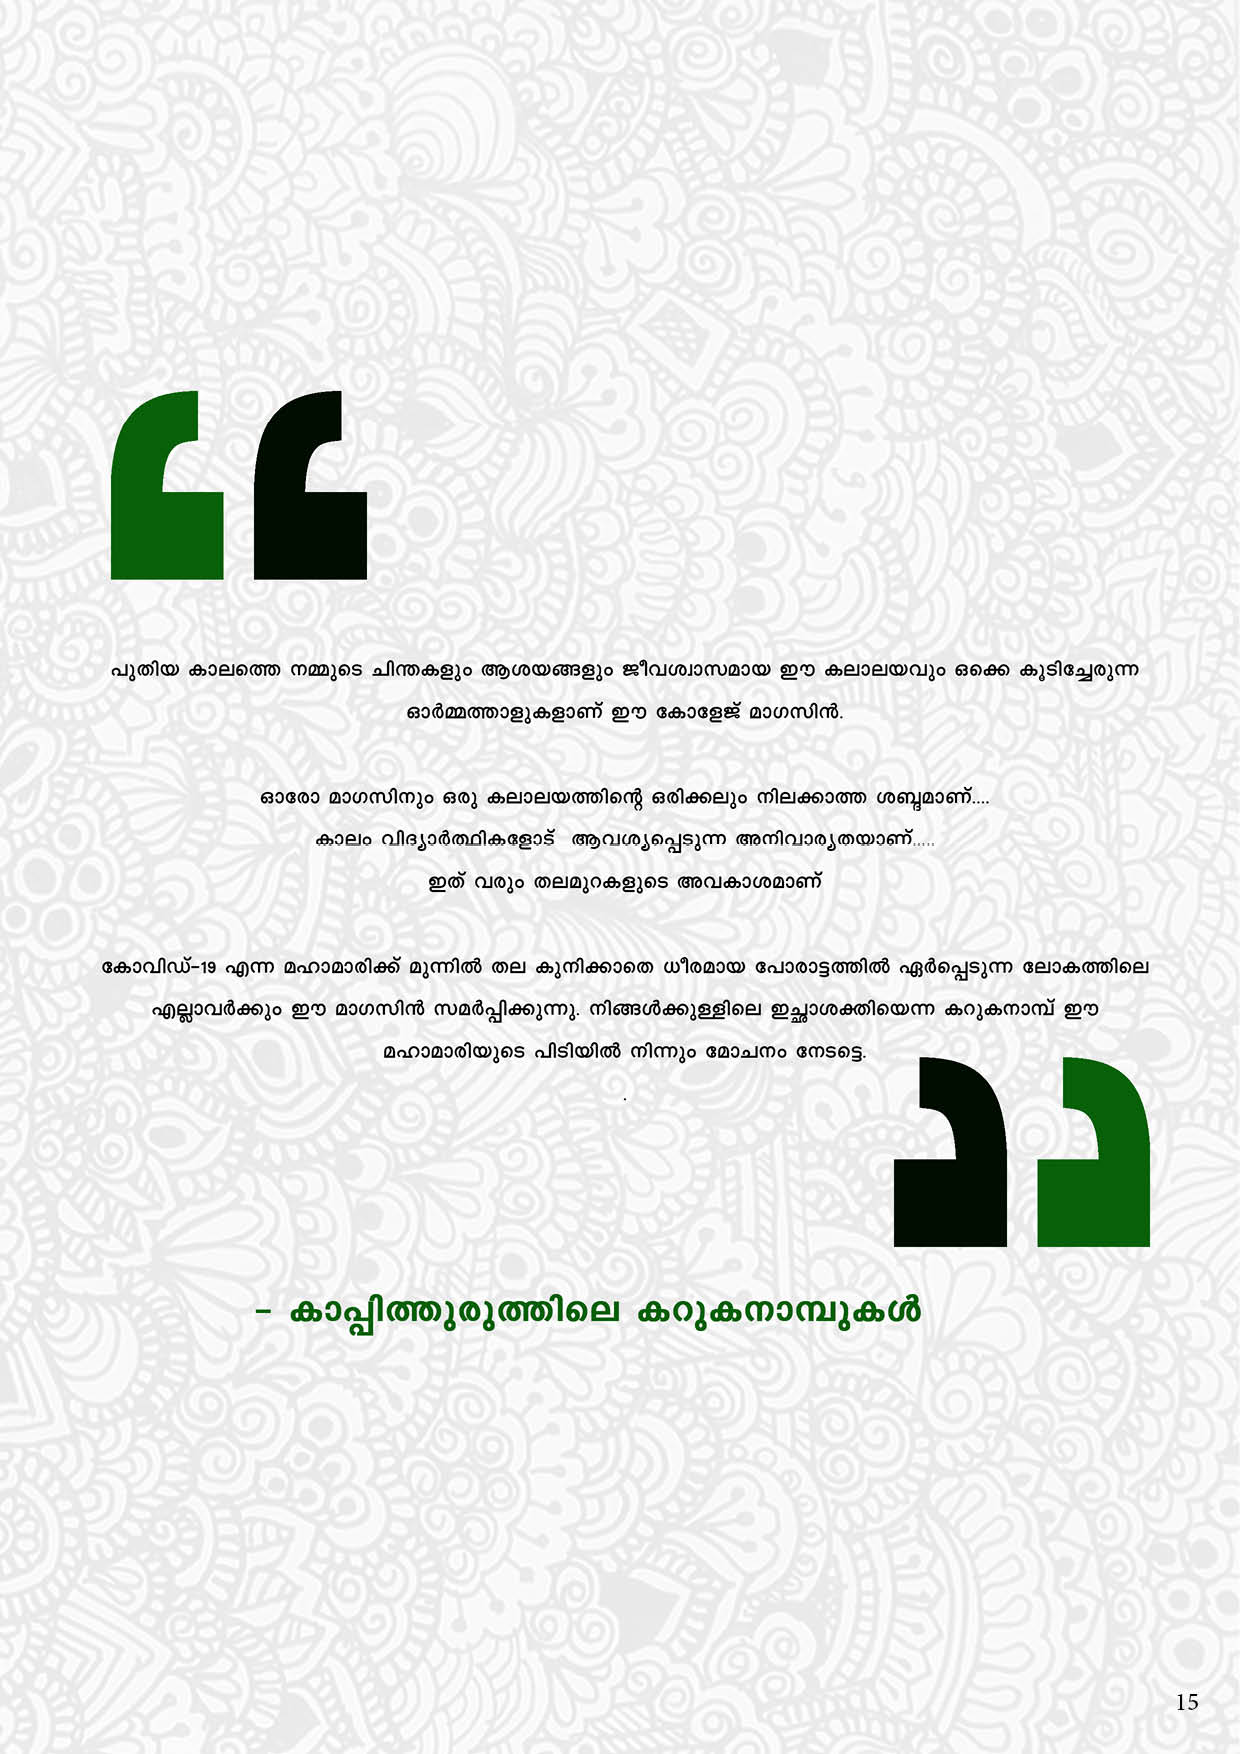 പുതിയ കാലത്തെ നമ്മുടെ ചിന്തകളും ആശയങ്ങളും ജീവശ്വാസമായ ഈ കലാലയവും ഒക്കെ കൂടിച്ചേരുന്ന
ഓർമ്മത്താളുകളാണ് ഈ കോളേജ് മാഗസിൻ.
ഓരോ മാഗസിനും ഒരു കലാലയത്തിന്റെ ഒരിക്കലും നിലക്കാത്ത ശബ്ദമാണ്....
കാലം വിദ്യാർത്ഥികളോട് ആവശ്യപ്പെടുന്ന അനിവാര്യതയാണ്.....
ഇത് വരും തലമുറകളുടെ അവകാശമാണ്
കോവിഡ്-19 എന്ന മഹാമാരിക്ക് മുന്നിൽ തല കുനിക്കാതെ ധീരമായ പോരാട്ടത്തിൽ ഏർപ്പെടുന്ന ലോകത്തിലെ
എല്ലാവർക്കും ഈ മാഗസിൻ സമർപ്പിക്കുന്നു. നിങ്ങൾക്കുള്ളിലെ ഇച്ഛാശക്തിയെന്ന കറുകനാമ്പ് ഈ
മഹാമാരിയുടെ പിടിയിൽ നിന്നും മോചനം നേടട്ടെ.
.
- കാപ്പിത്തുരുത്തിലെ കറുകനാമ്പുകൾ
15